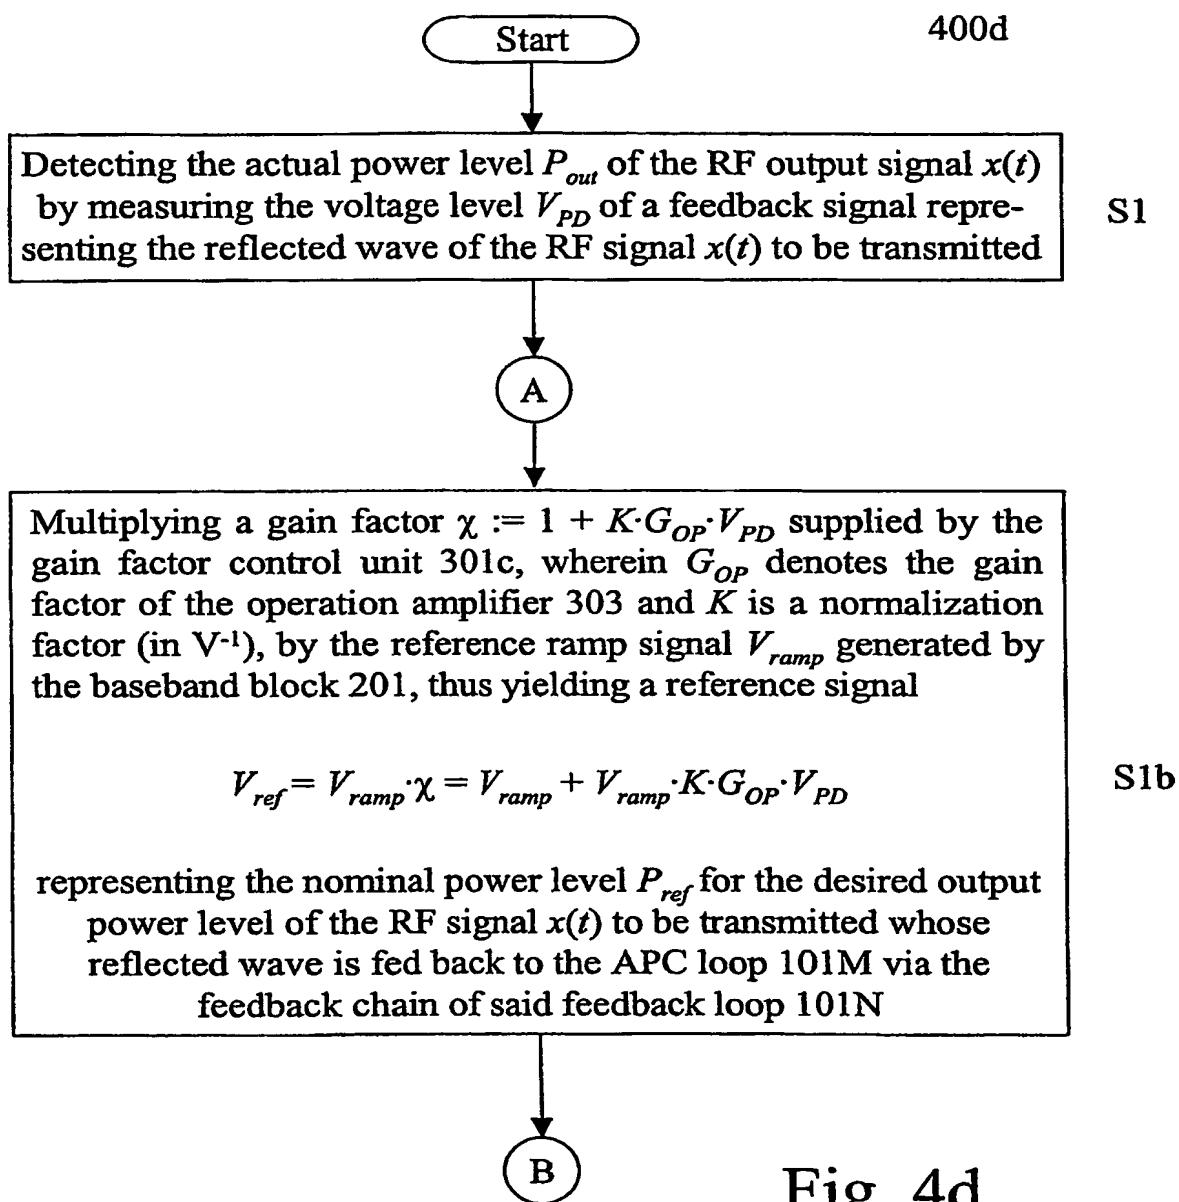 400d
Start
Detecting the actual power level P_out of the RF output signal x(t)
by measuring the voltage level V_PD of a feedback signal repre-
senting the reflected wave of the RF signal x(t) to be transmitted
S1
A
Multiplying a gain factor χ := 1 + K·G_OP·V_PD supplied by the
gain factor control unit 301c, wherein G_OP denotes the gain
factor of the operation amplifier 303 and K is a normalization
factor (in V⁻¹), by the reference ramp signal V_ramp generated by
the baseband block 201, thus yielding a reference signal
V_ref = V_ramp·χ = V_ramp + V_ramp·K·G_OP·V_PD
S1b
representing the nominal power level P_ref for the desired output
power level of the RF signal x(t) to be transmitted whose
reflected wave is fed back to the APC loop 101M via the
feedback chain of said feedback loop 101N
B
Fig. 4d